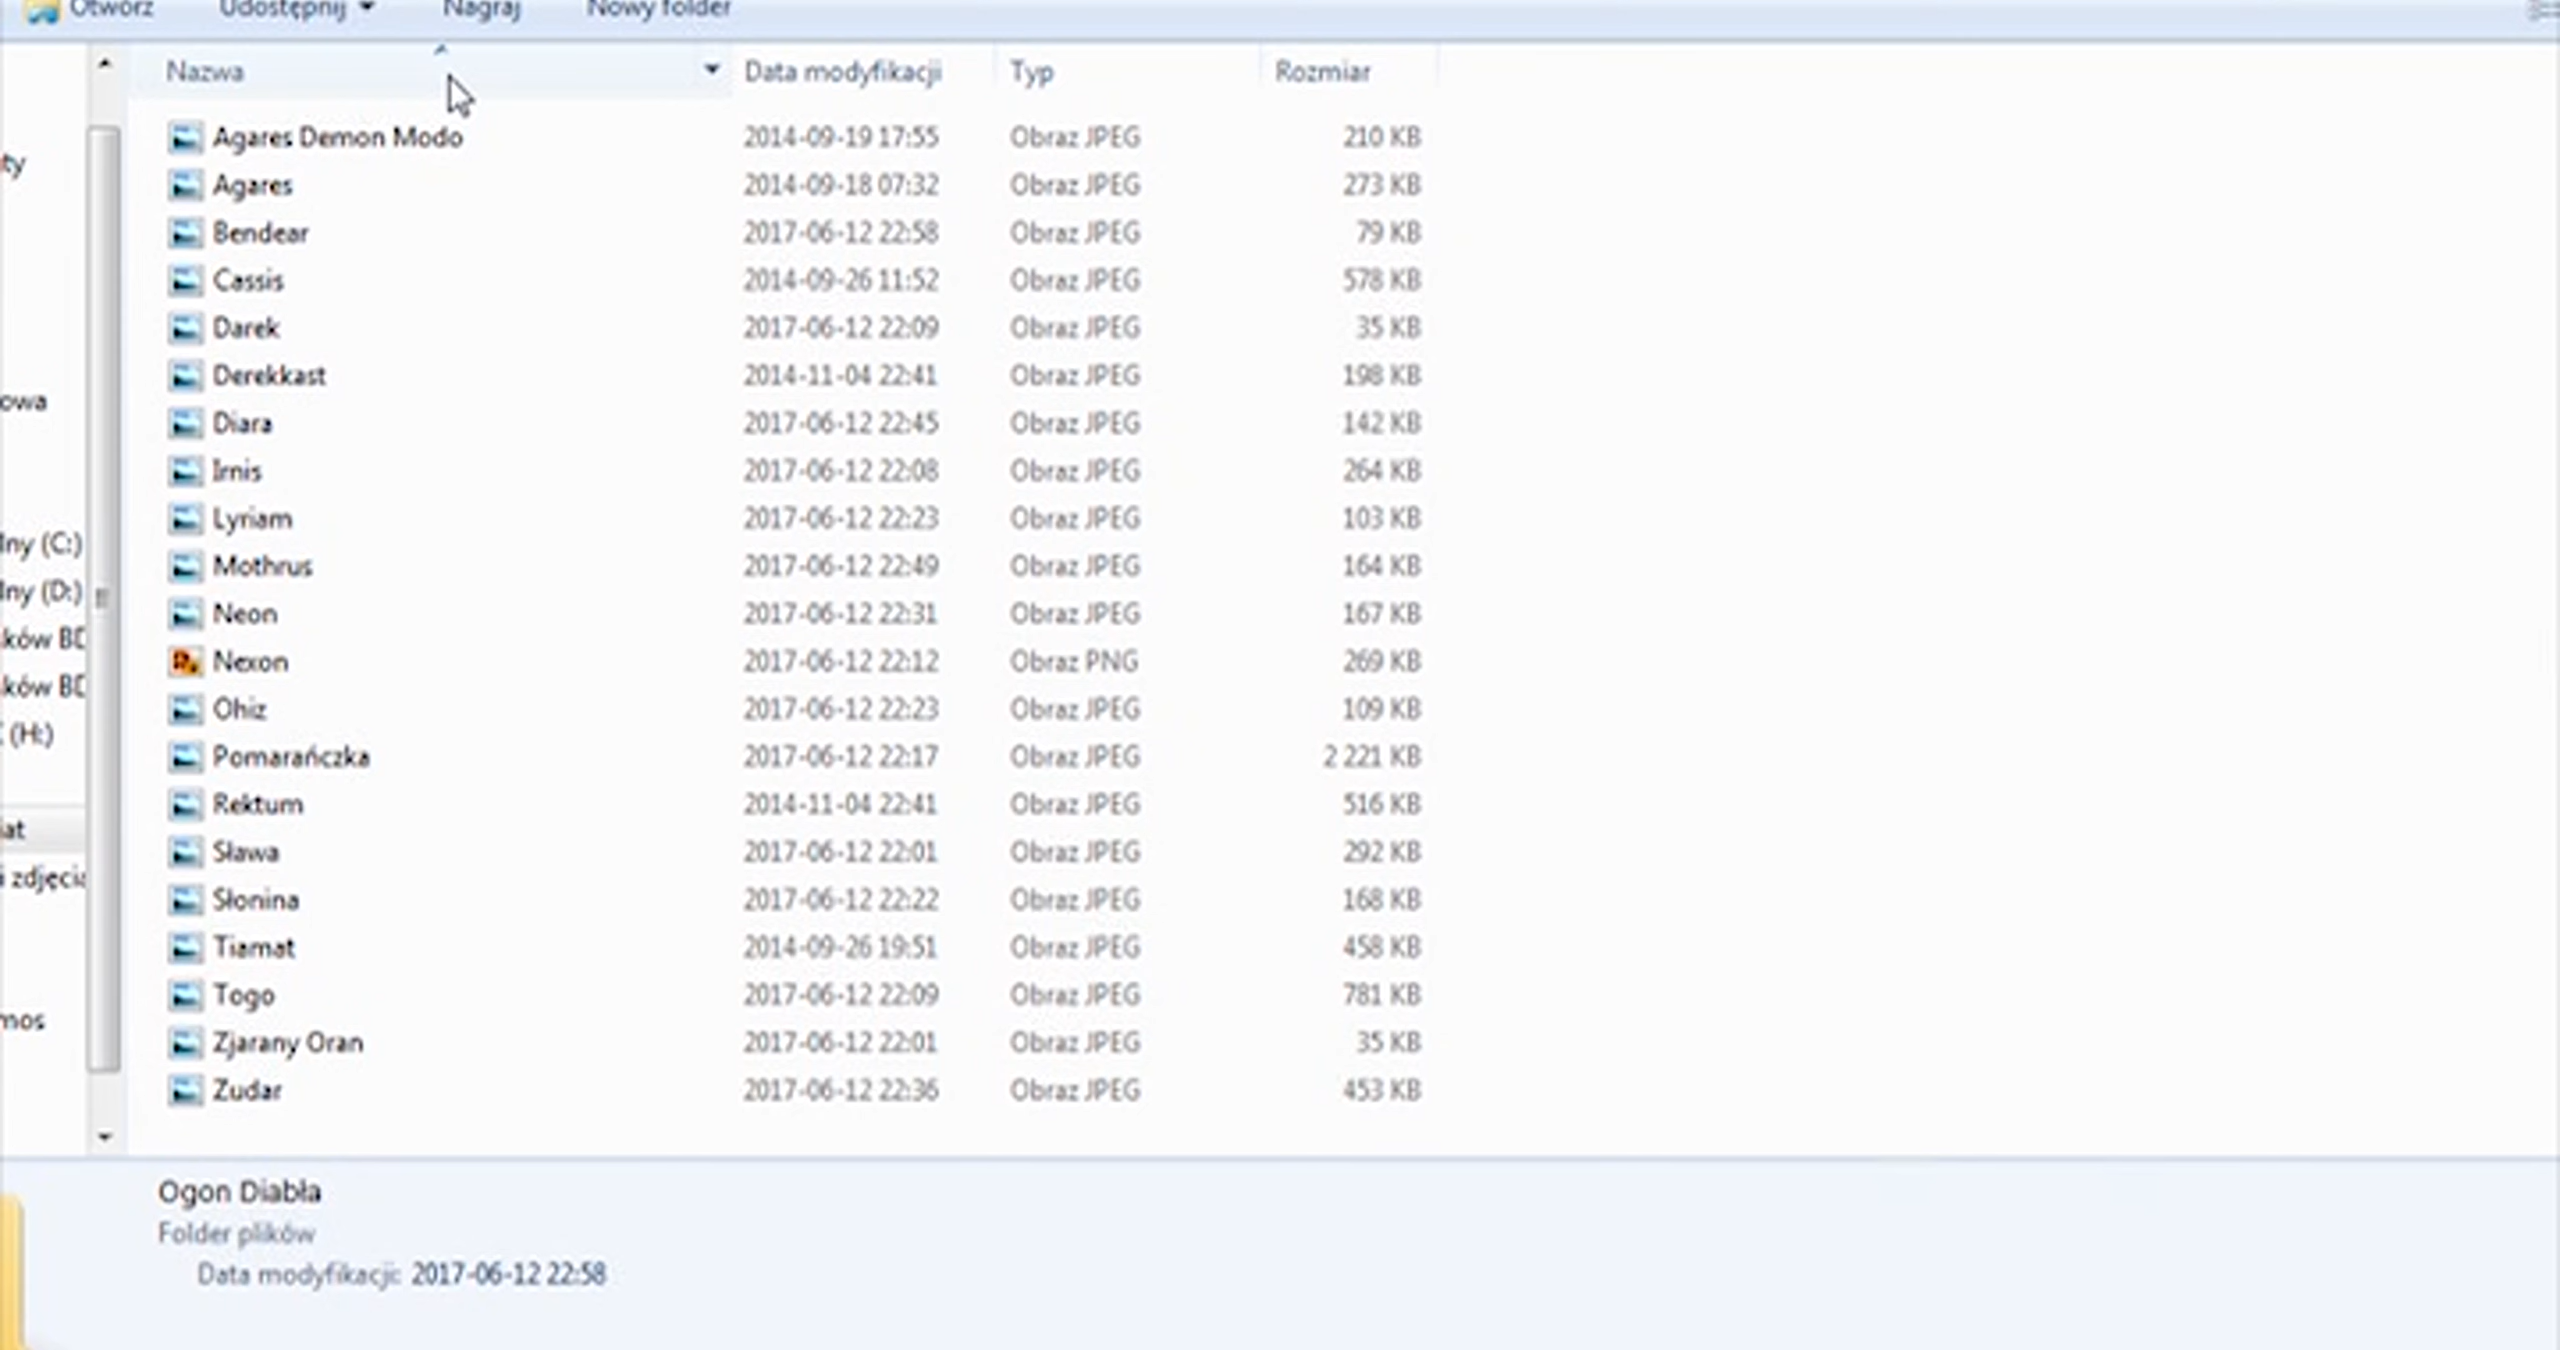 Otwórz Udostępnij Nagraj Nowy folder
Nazwa Data modyfikacji Typ Rozmiar
Agares Demon Modo 2014-09-19 17:55 Obraz JPEG 210 KB
ty
Agares 2014-09-18 07:32 Obraz JPEG 273 KB
Bendear 2017-06-12 22:58 Obraz JPEG 79 KB
Cassis 2014-09-26 11:52 Obraz JPEG 578 KB
Darek 2017-06-12 22:09 Obraz JPEG 35 KB
Derekkast 2014-11-04 22:41 Obraz JPEG 198 KB
owa
Diara 2017-06-12 22:45 Obraz JPEG 142 KB
Irnis 2017-06-12 22:08 Obraz JPEG 264 KB
Lyriam 2017-06-12 22:23 Obraz JPEG 103 KB
lny (C:)
Mothrus 2017-06-12 22:49 Obraz JPEG 164 KB
lny (D:)
Neon 2017-06-12 22:31 Obraz JPEG 167 KB
ków BD
Nexon 2017-06-12 22:12 Obraz PNG 269 KB
ków BD
Ohiz 2017-06-12 22:23 Obraz JPEG 109 KB
(H:)
Pomarańczka 2017-06-12 22:17 Obraz JPEG 2 221 KB
Rektum 2014-11-04 22:41 Obraz JPEG 516 KB
iat
Sława 2017-06-12 22:01 Obraz JPEG 292 KB
i zdjęcia
Słonina 2017-06-12 22:22 Obraz JPEG 168 KB
Tiamat 2014-09-26 19:51 Obraz JPEG 458 KB
Togo 2017-06-12 22:09 Obraz JPEG 781 KB
mos
Zjarany Oran 2017-06-12 22:01 Obraz JPEG 35 KB
Zudar 2017-06-12 22:36 Obraz JPEG 453 KB
Ogon Diabła
Folder plików
Data modyfikacji: 2017-06-12 22:58